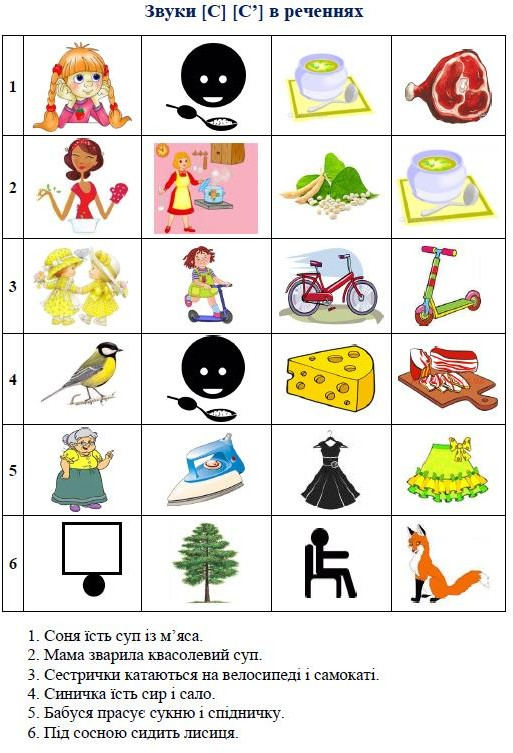 Звуки [С] [С’] в реченнях
1
2
3
4
5
6
1. Соня їсть суп із м’яса.
2. Мама зварила квасолевий суп.
3. Сестрички катаються на велосипеді і самокаті.
4. Синичка їсть сир і сало.
5. Бабуся прасує сукню і спідничку.
6. Під сосною сидить лисиця.